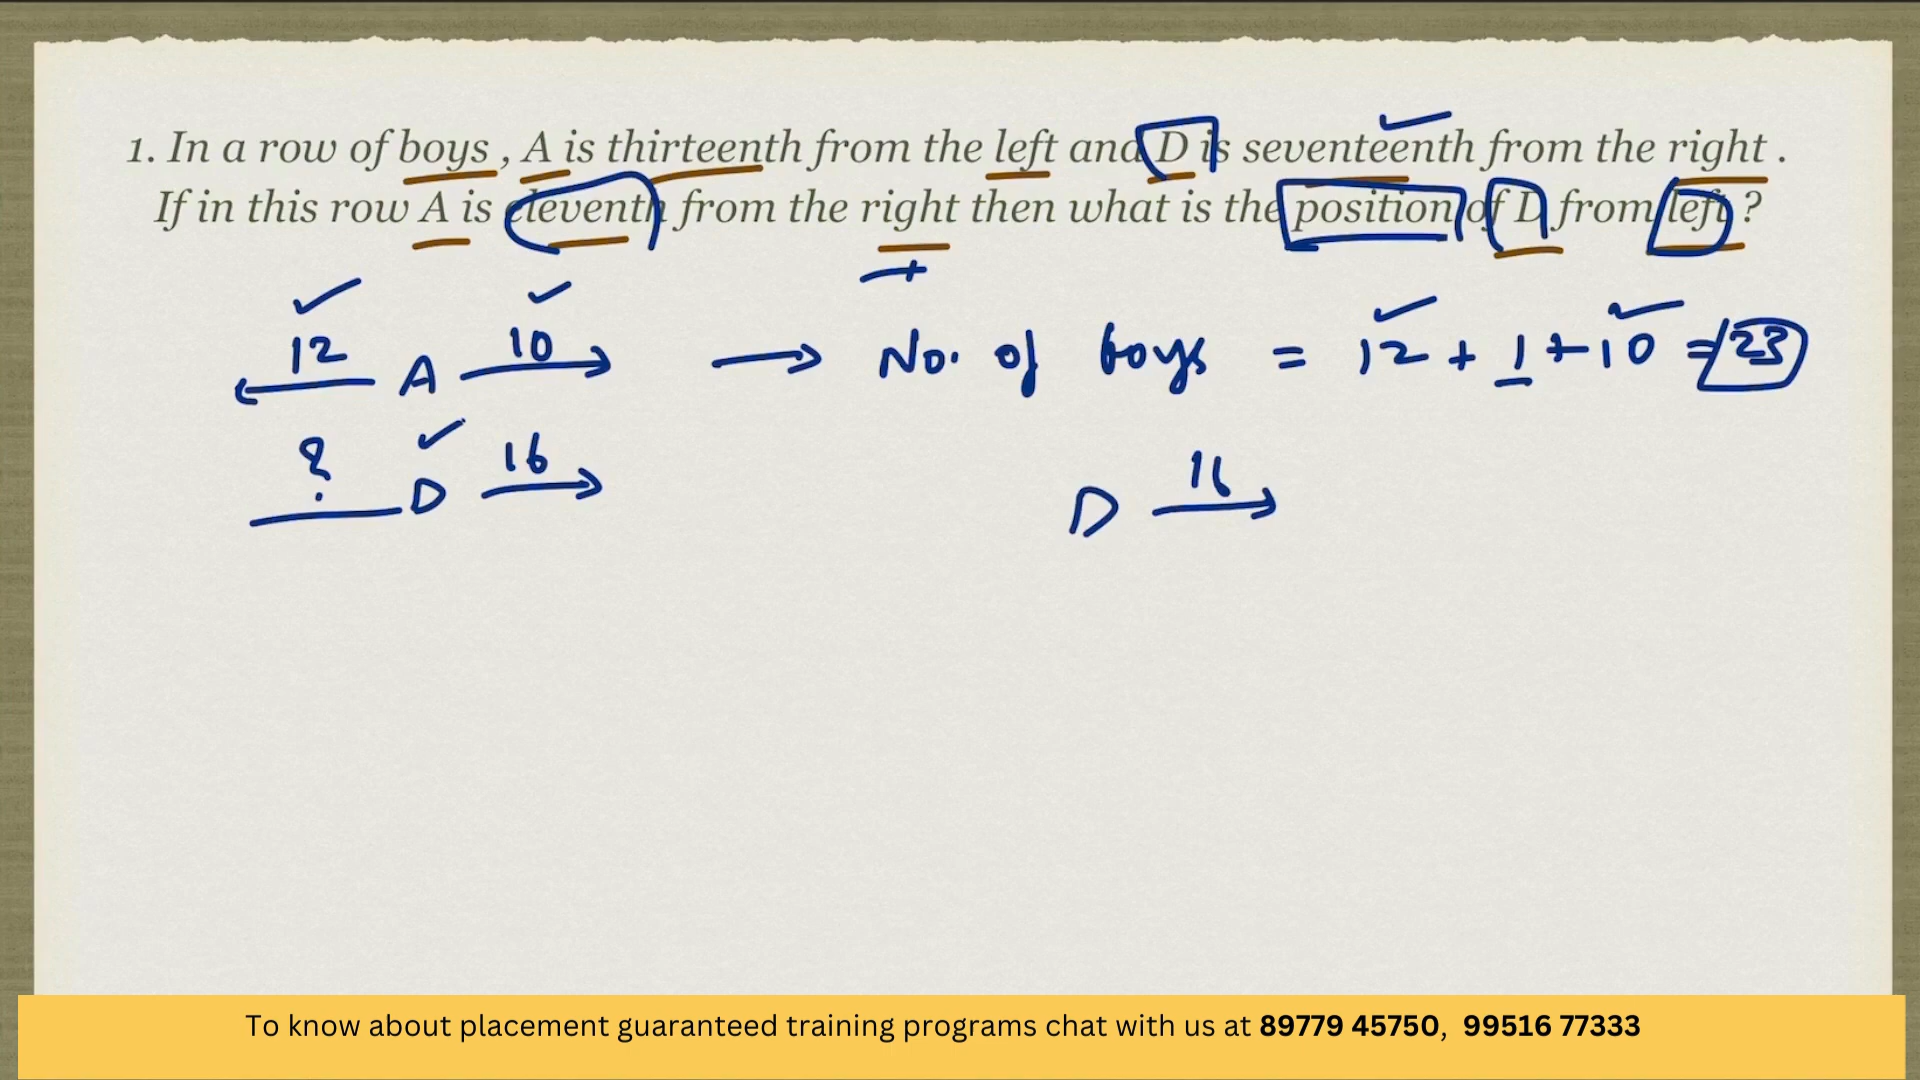 1. In a row of boys , A is thirteenth from the left and D is seventeenth from the right .
If in this row A is eleventh from the right then what is the position of D from left ?
12 A 10 → No. of boys = 12 + 1 + 10 = 23
? D 16
D 16
To know about placement guaranteed training programs chat with us at 89779 45750, 99516 77333